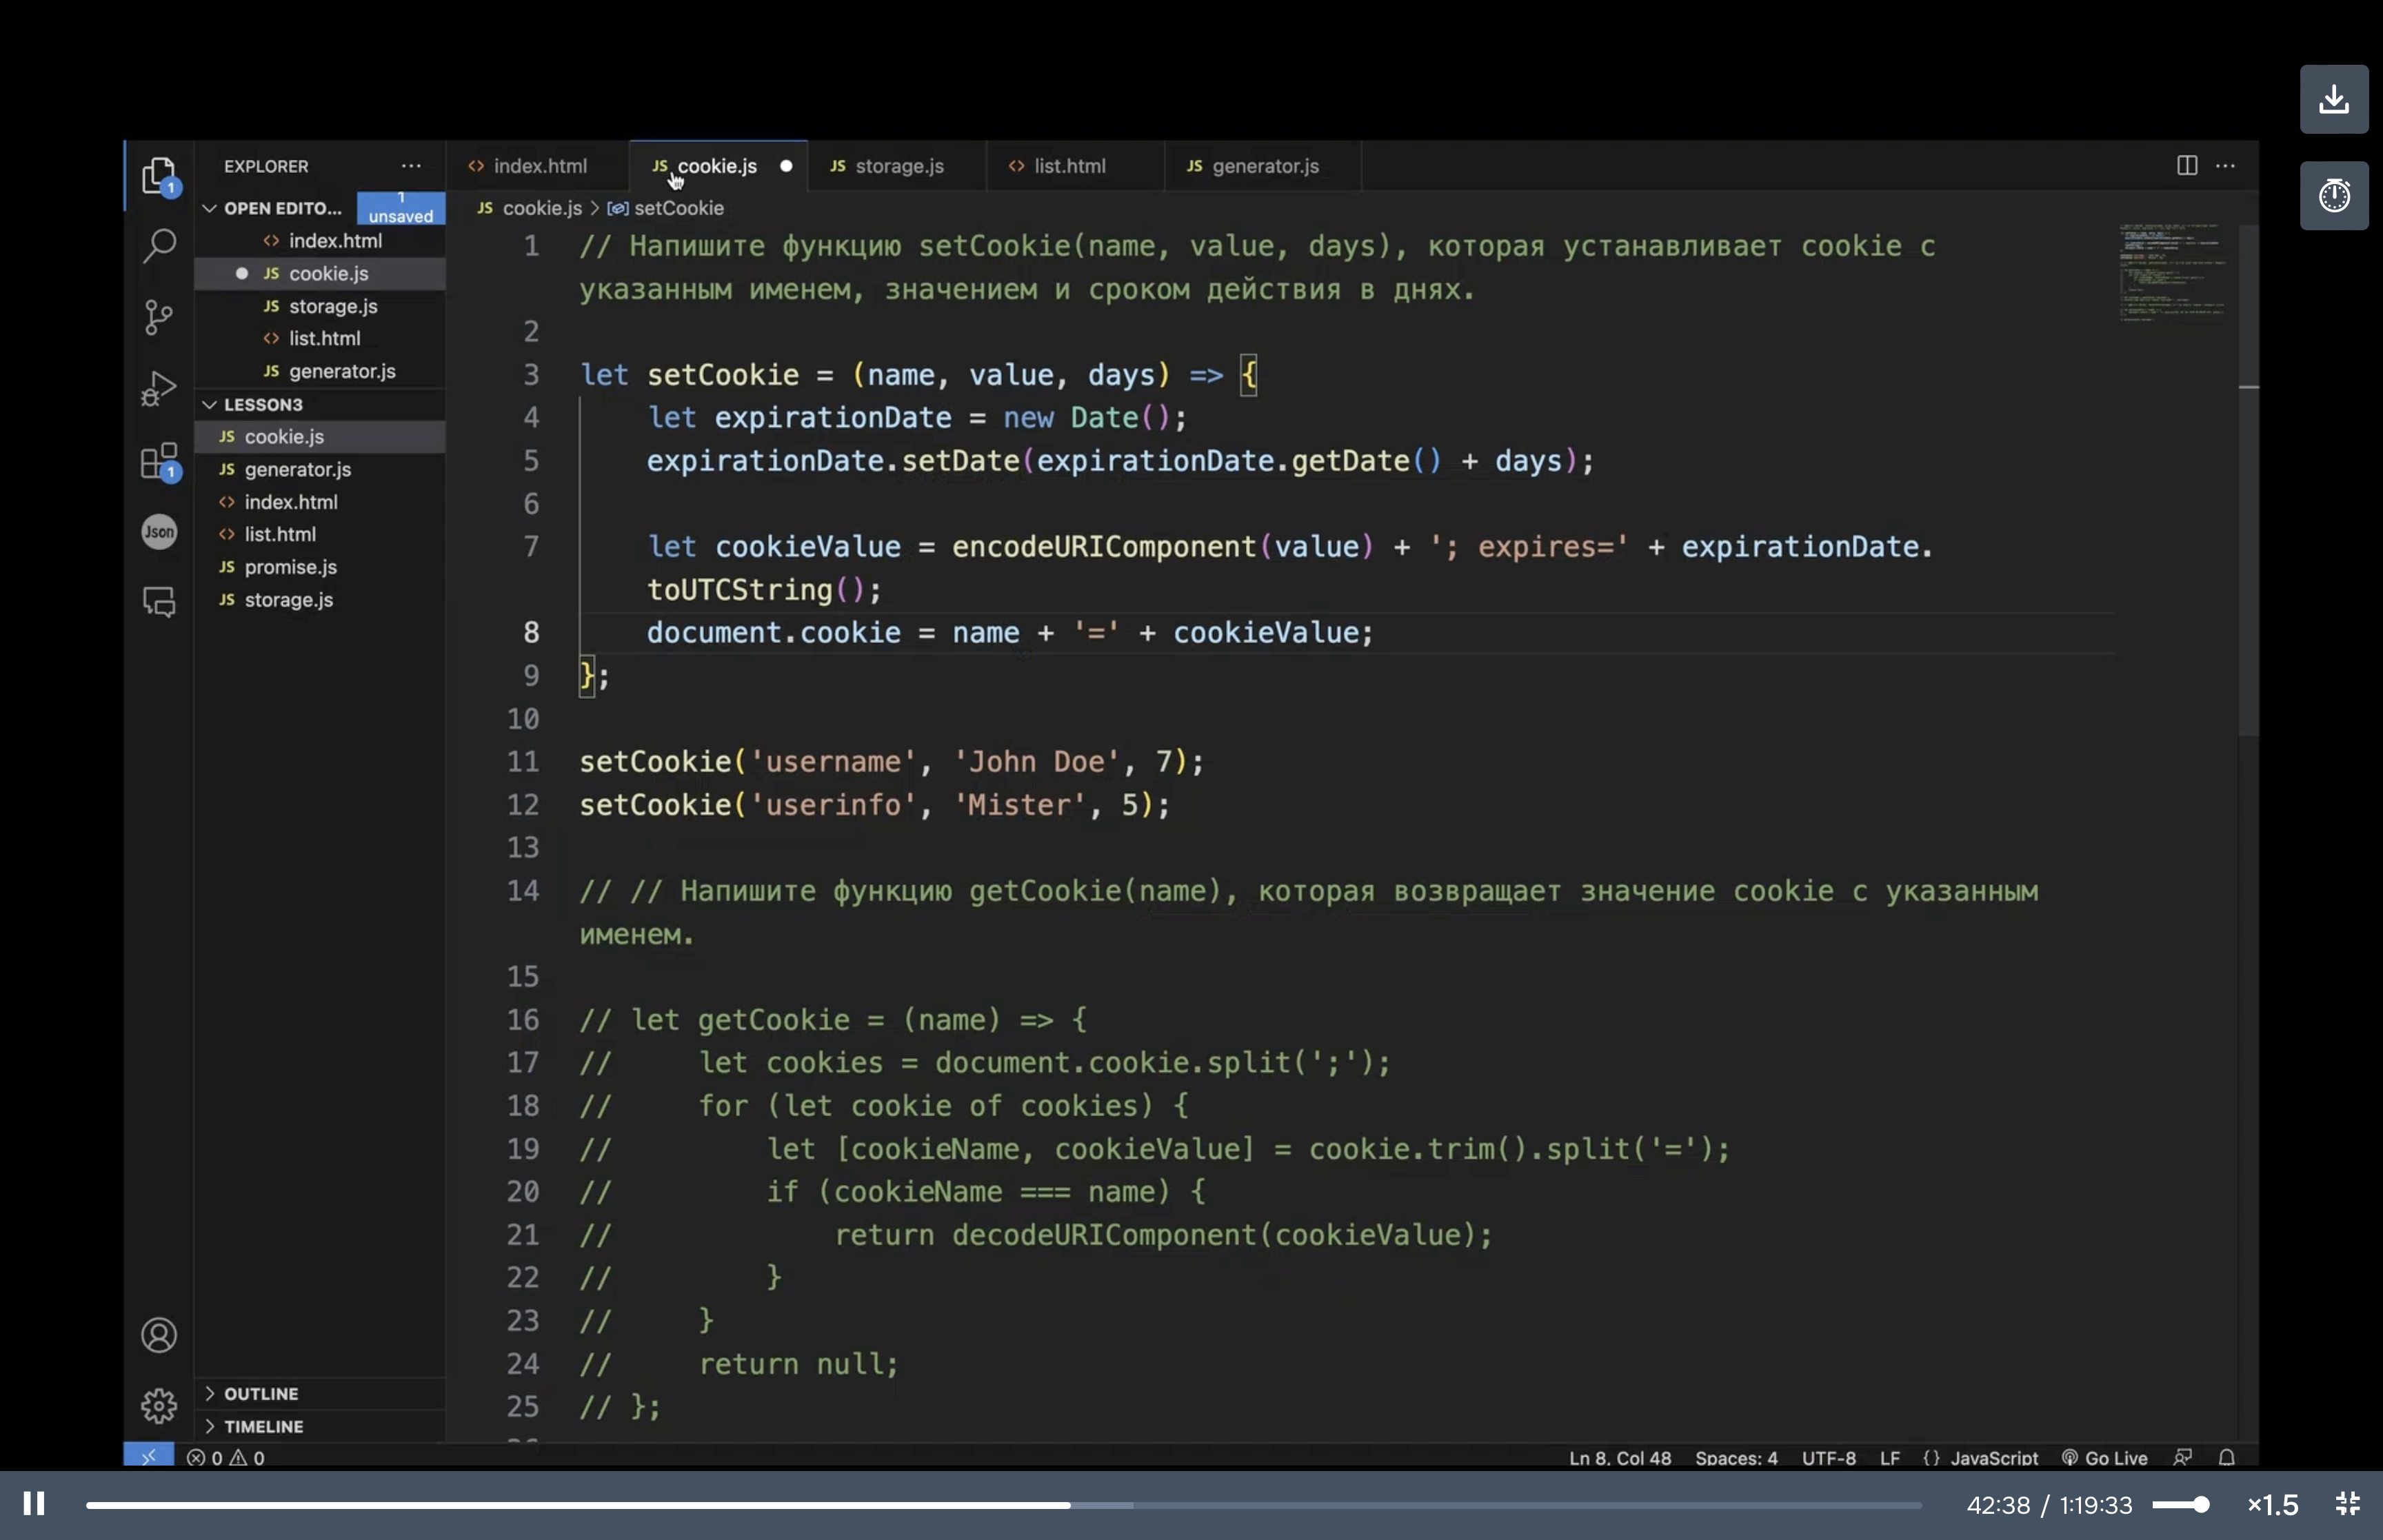 EXPLORER
index.html
cookie.js
storage.js
list.html
generator.js
OPEN EDITO...
1 unsaved
cookie.js > setCookie
index.html
cookie.js
storage.js
list.html
generator.js
LESSON3
cookie.js
generator.js
index.html
list.html
promise.js
storage.js
OUTLINE
TIMELINE
Json
1
1
1 // Напишите функцию setCookie(name, value, days), которая устанавливает cookie с
указанным именем, значением и сроком действия в днях.
2
3 let setCookie = (name, value, days) => {
4 let expirationDate = new Date();
5 expirationDate.setDate(expirationDate.getDate() + days);
6
7 let cookieValue = encodeURIComponent(value) + '; expires=' + expirationDate.
toUTCString();
8 document.cookie = name + '=' + cookieValue;
9 };
10
11 setCookie('username', 'John Doe', 7);
12 setCookie('userinfo', 'Mister', 5);
13
14 // // Напишите функцию getCookie(name), которая возвращает значение cookie с указанным
именем.
15
16 // let getCookie = (name) => {
17 // let cookies = document.cookie.split(';');
18 // for (let cookie of cookies) {
19 // let [cookieName, cookieValue] = cookie.trim().split('=');
20 // if (cookieName === name) {
21 // return decodeURIComponent(cookieValue);
22 // }
23 // }
24 // return null;
25 // };
0 0
Ln 8, Col 48 Spaces: 4 UTF-8 LF {} JavaScript Go Live
42:38 / 1:19:33 ×1.5